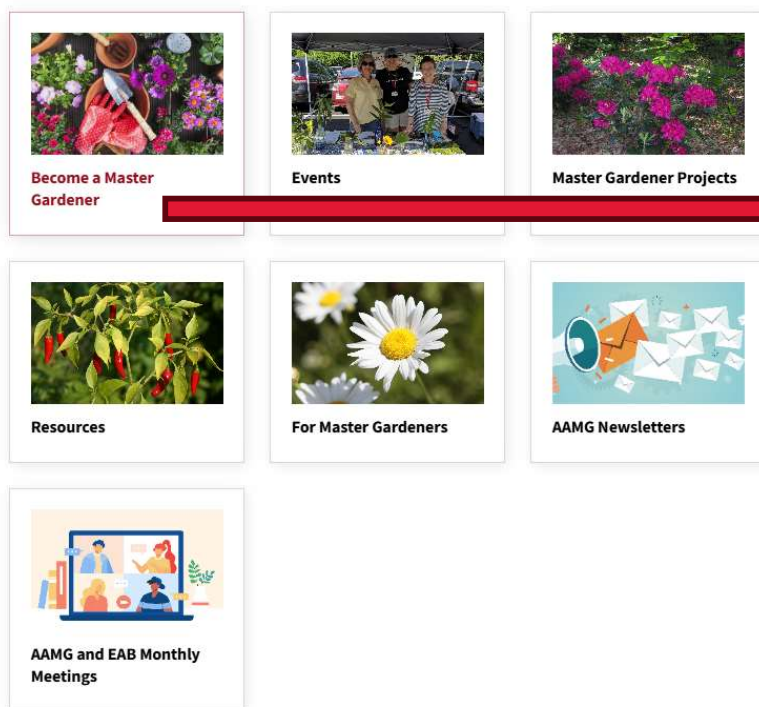 Become a Master
Gardener
Events
Master Gardener Projects
Resources
For Master Gardeners
AAMG Newsletters
AAMG and EAB Monthly
Meetings